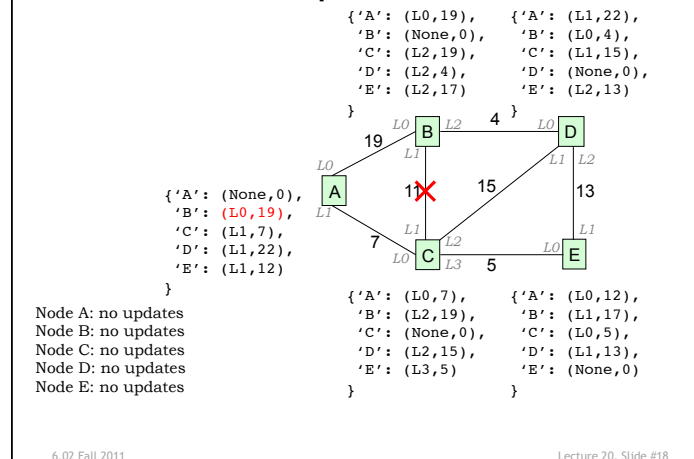 {‘A’: (L0,19), {‘A’: (L1,22),
‘B’: (None,0), ‘B’: (L0,4),
‘C’: (L2,19), ‘C’: (L1,15),
‘D’: (L2,4), ‘D’: (None,0),
‘E’: (L2,17) ‘E’: (L2,13)
} }
L0 B L2 4 L0 D
19 L1 L1 L2
L0
A
L1
11 15 13
{‘A’: (None,0),
‘B’: (L0,19),
‘C’: (L1,7),
‘D’: (L1,22),
‘E’: (L1,12)
}
7 L1 L2 L1
L0 C L3 5 L0 E
{‘A’: (L0,7), {‘A’: (L0,12),
‘B’: (L2,19), ‘B’: (L1,17),
‘C’: (None,0), ‘C’: (L0,5),
‘D’: (L2,15), ‘D’: (L1,13),
‘E’: (L3,5) ‘E’: (None,0)
} }
Node A: no updates
Node B: no updates
Node C: no updates
Node D: no updates
Node E: no updates
6.02 Fall 2011 Lecture 20, Slide #18